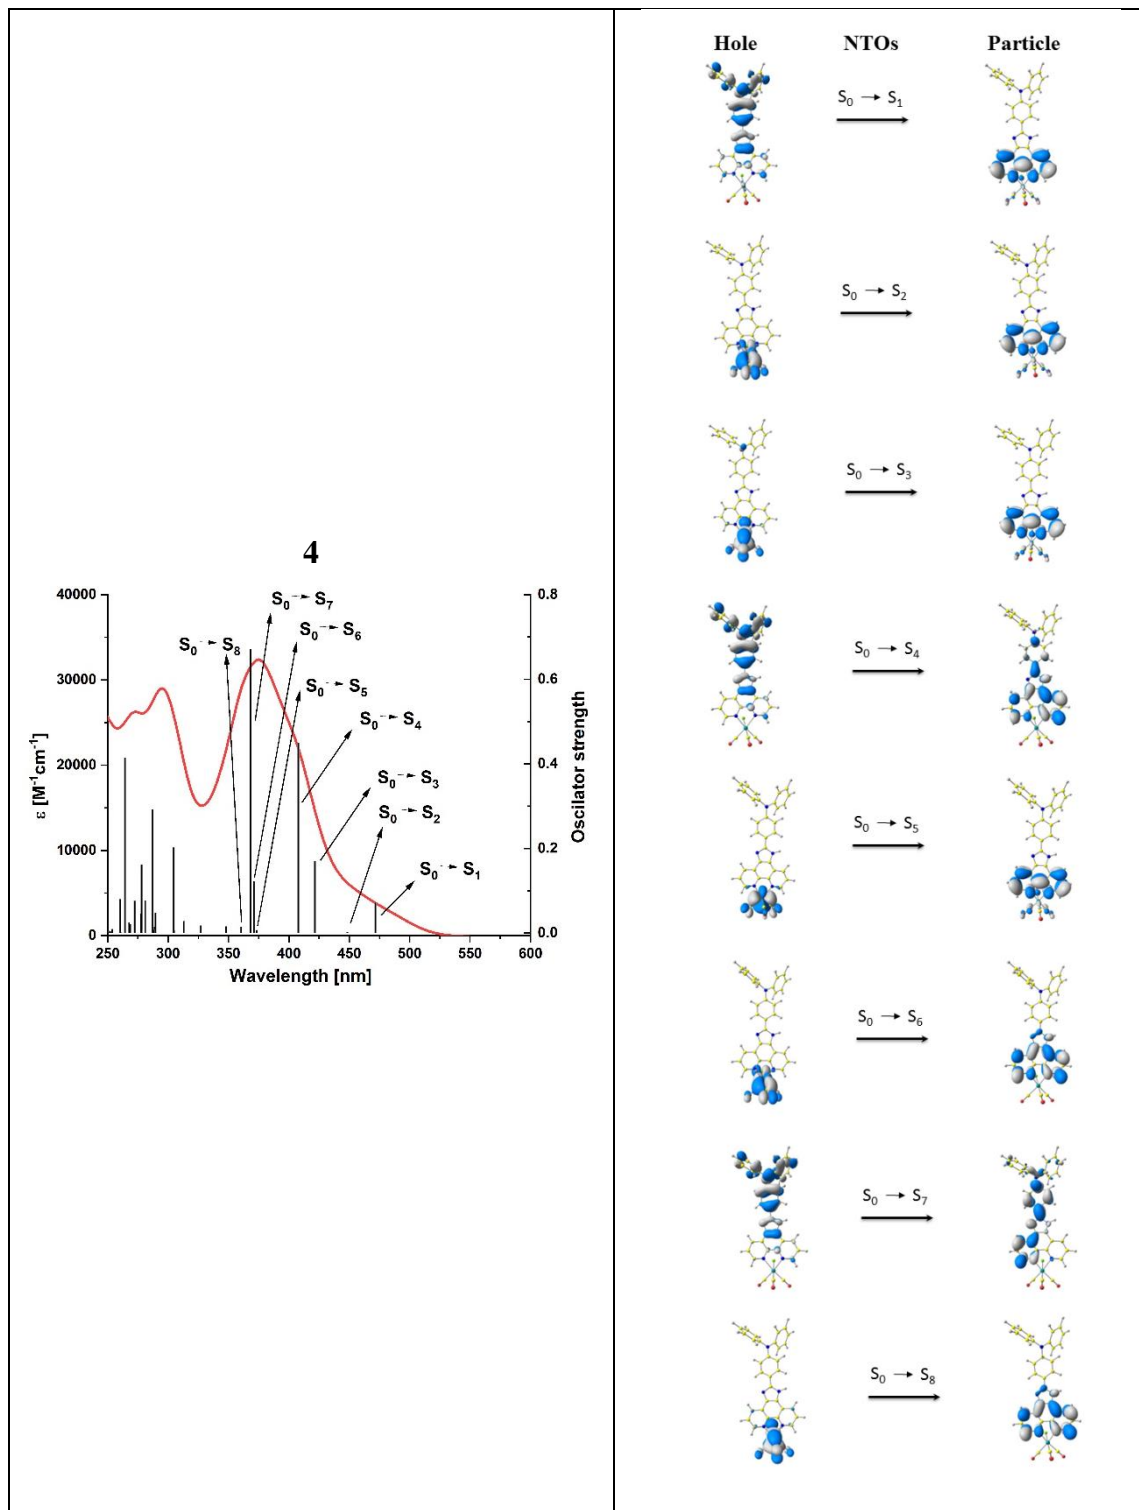 4
40000
30000
20000
10000
0
ε [M⁻¹cm⁻¹]
0.8
0.6
0.4
0.2
0.0
Oscilator strength
250 300 350 400 450 500 550 600
Wavelength [nm]
S₀→S₇
S₀→S₆
S₀→S₈
S₀→S₅
S₀→S₄
S₀→S₃
S₀→S₂
S₀→S₁
Hole NTOs Particle
S₀ → S₁
S₀ → S₂
S₀ → S₃
S₀ → S₄
S₀ → S₅
S₀ → S₆
S₀ → S₇
S₀ → S₈